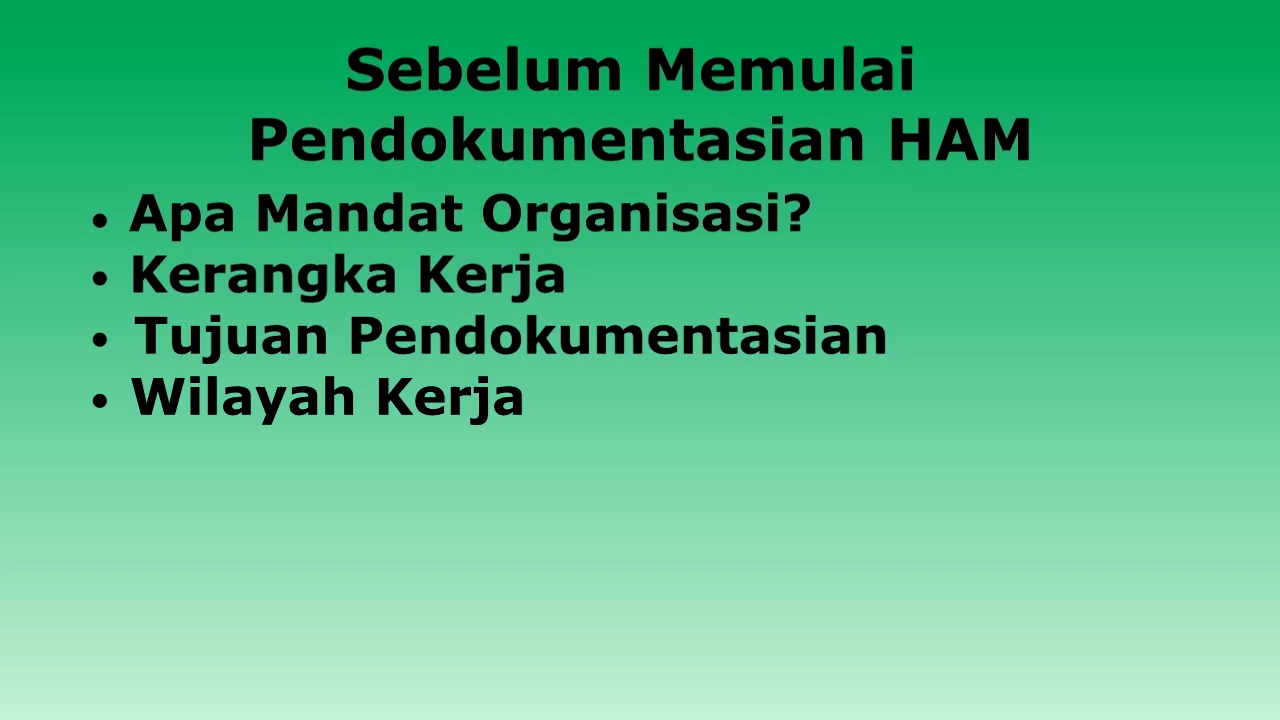 Sebelum Memulai
Pendokumentasian HAM
• Apa Mandat Organisasi?
• Kerangka Kerja
• Tujuan Pendokumentasian
• Wilayah Kerja